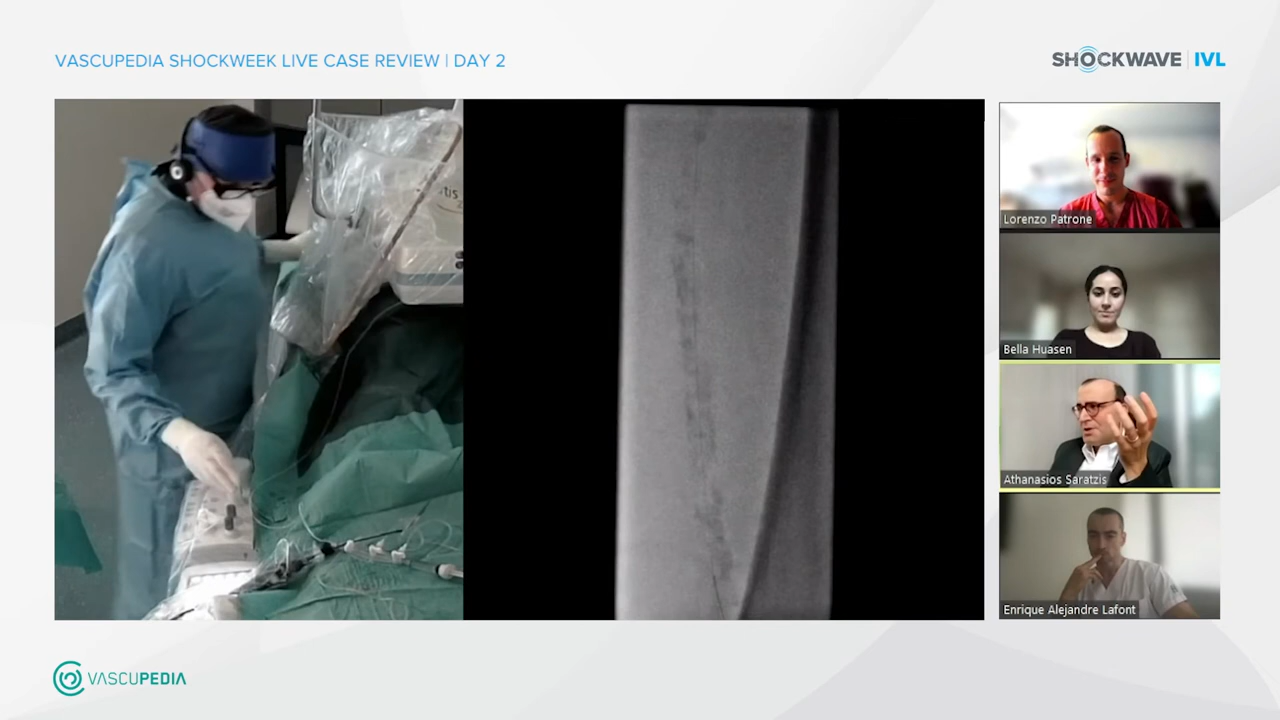 VASCUPEDIA SHOCKWEEK LIVE CASE REVIEW | DAY 2
SHOCKWAVE | IVL
tis
Lorenzo Patrone
Bella Huasen
Athanasios Saratzis
Enrique Alejandre Lafont
VASCUPEDIA